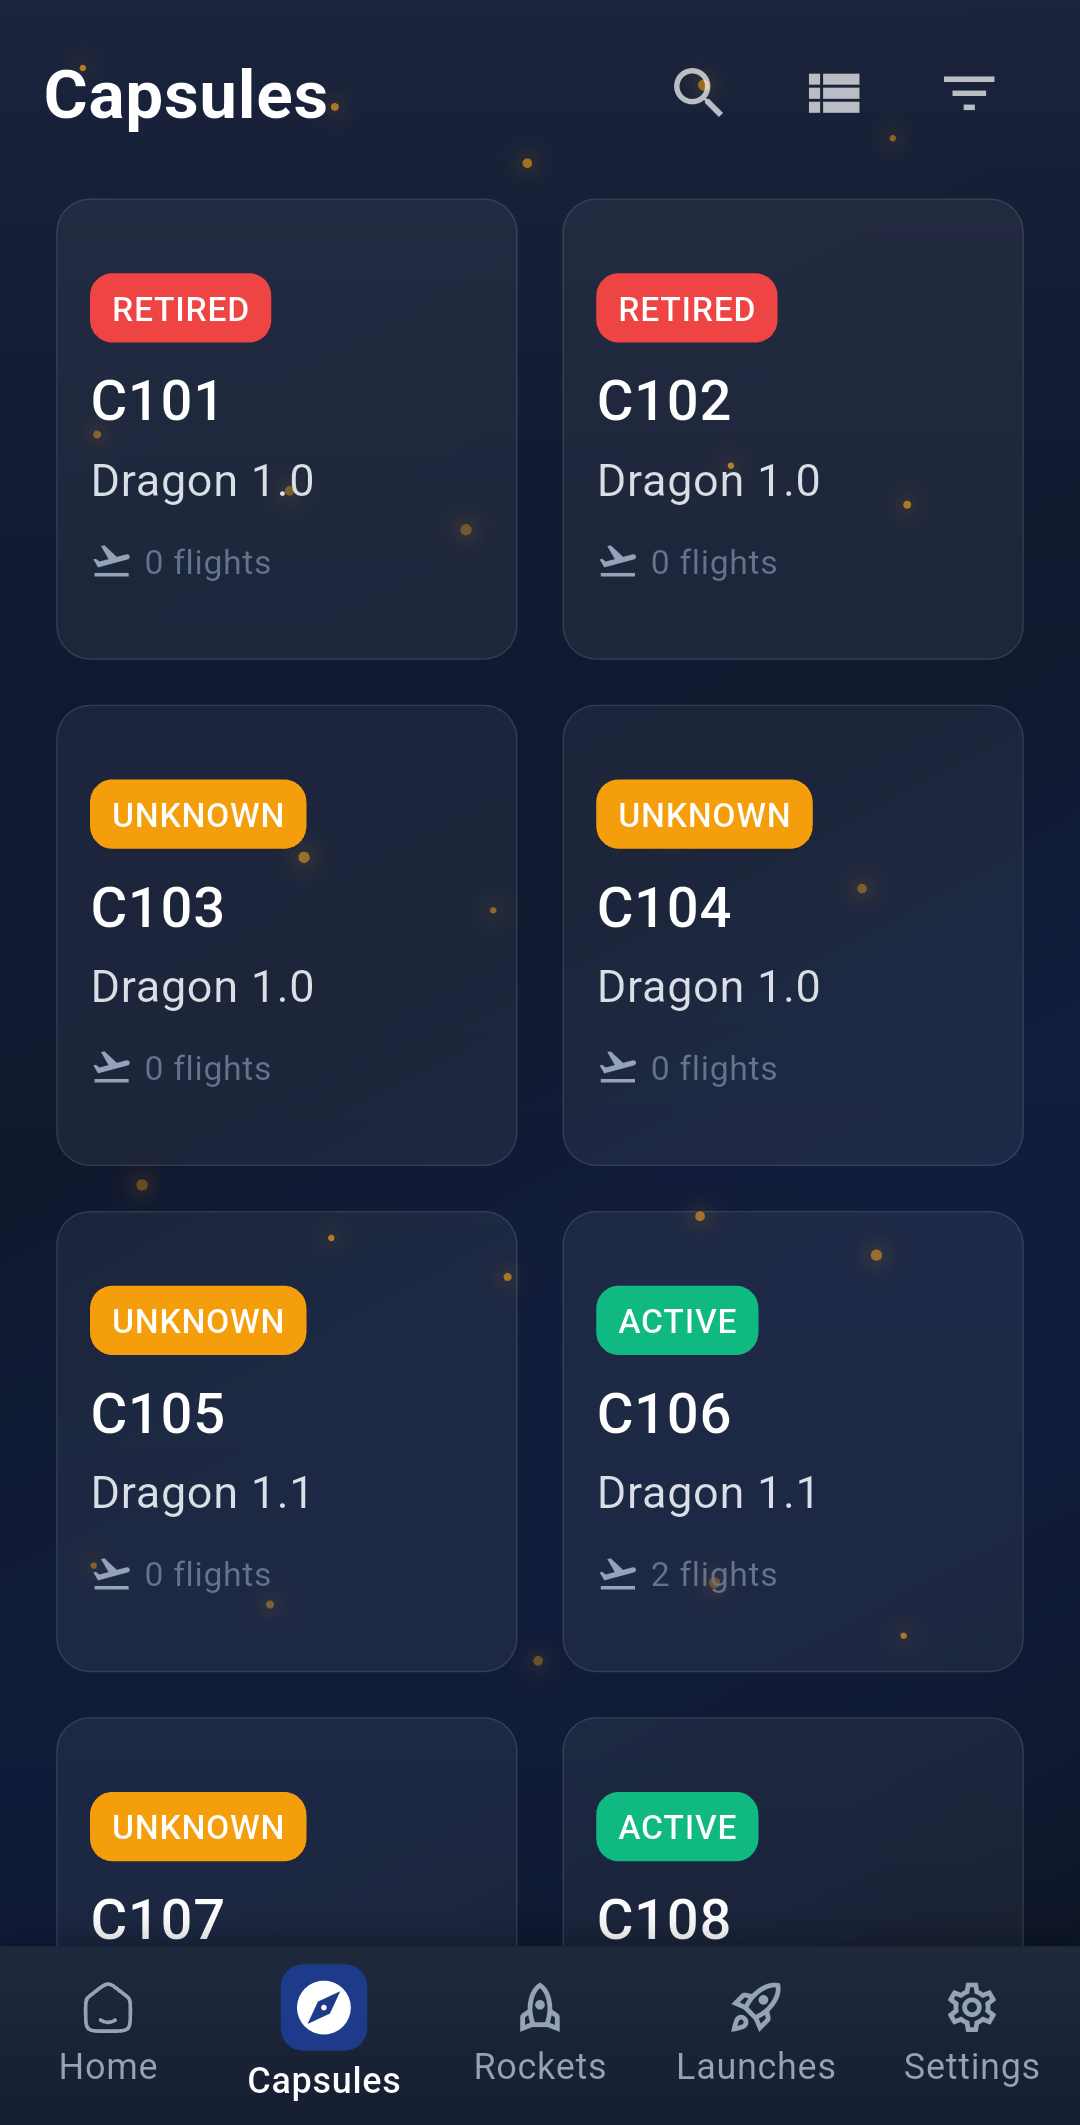 Capsules
RETIRED
C101
Dragon 1.0
0 flights
RETIRED
C102
Dragon 1.0
0 flights
UNKNOWN
C103
Dragon 1.0
0 flights
UNKNOWN
C104
Dragon 1.0
0 flights
UNKNOWN
C105
Dragon 1.1
0 flights
ACTIVE
C106
Dragon 1.1
2 flights
UNKNOWN
C107
ACTIVE
C108
Home
Capsules
Rockets
Launches
Settings